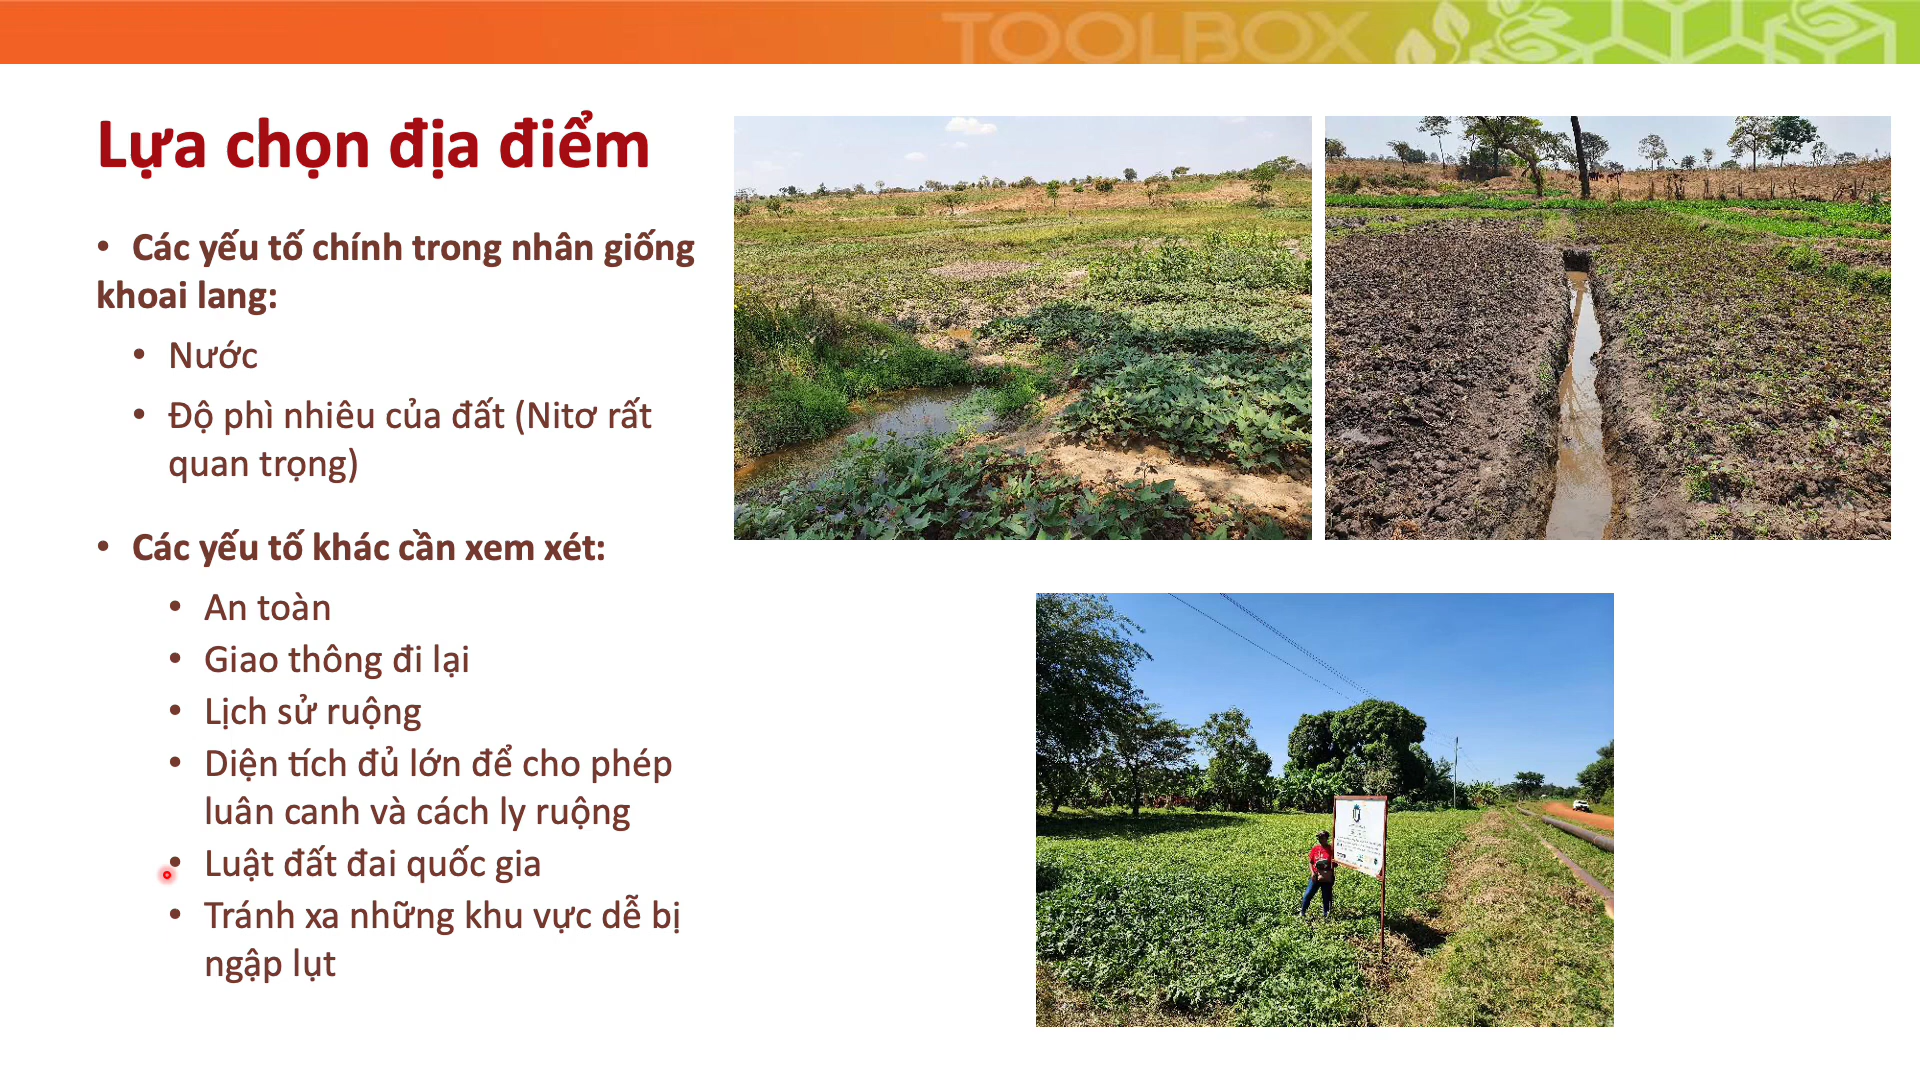 TOOLBOX
Lựa chọn địa điểm
• Các yếu tố chính trong nhân giống
khoai lang:
• Nước
• Độ phì nhiêu của đất (Nitơ rất
quan trọng)
• Các yếu tố khác cần xem xét:
• An toàn
• Giao thông đi lại
• Lịch sử ruộng
• Diện tích đủ lớn để cho phép
luân canh và cách ly ruộng
• Luật đất đai quốc gia
• Tránh xa những khu vực dễ bị
ngập lụt